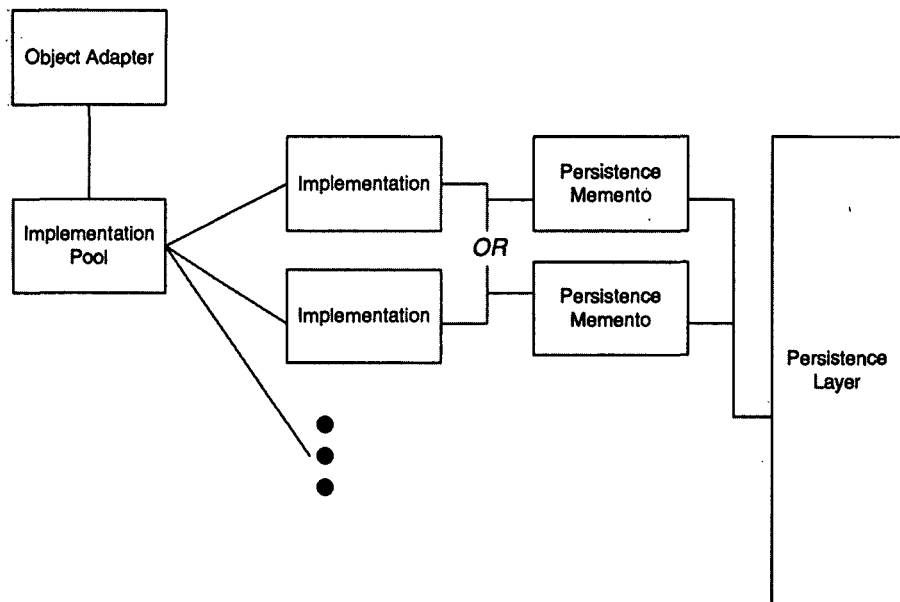 Object Adapter
Implementation
Pool
Implementation
Implementation
OR
Persistence
Memento
Persistence
Memento
Persistence
Layer